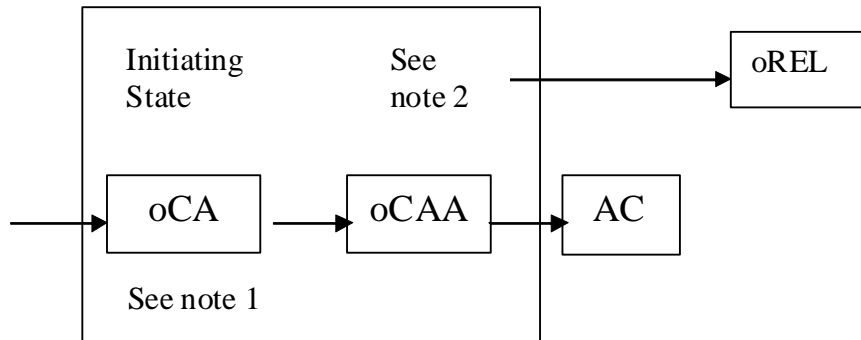 Initiating
State
See
note 2
oREL
oCA
oCAA
AC
See note 1